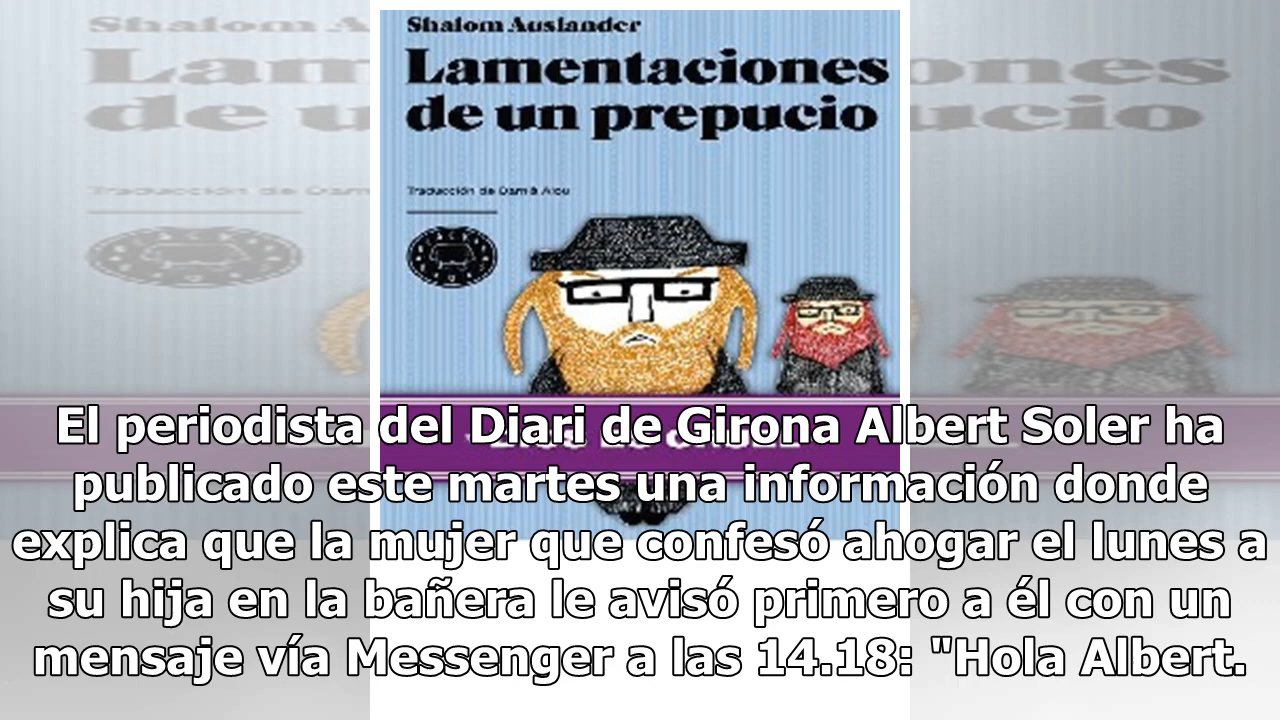 Shalom Auslander
Lamentaciones
de un prepucio
Traducción de Damià Alou
El periodista del Diari de Girona Albert Soler ha
publicado este martes una información donde
explica que la mujer que confesó ahogar el lunes a
su hija en la bañera le avisó primero a él con un
mensaje vía Messenger a las 14.18: "Hola Albert.